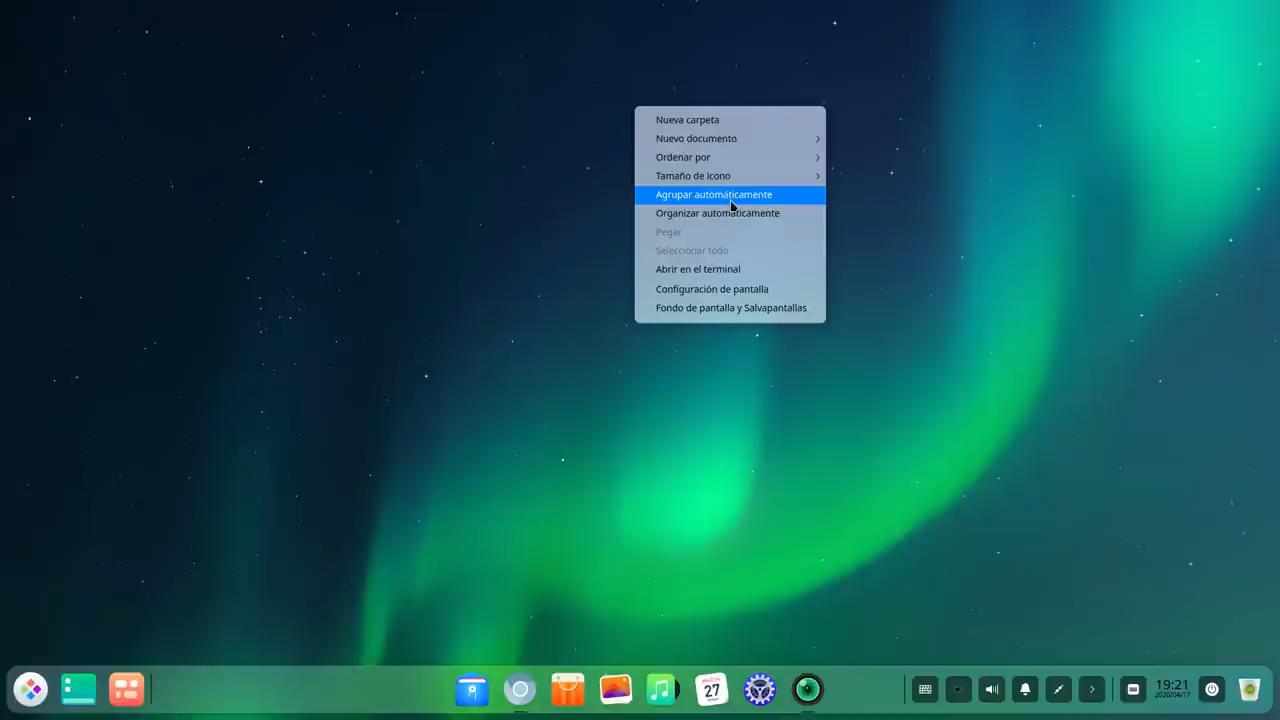 Nueva carpeta
Nuevo documento
Ordenar por
Tamaño de icono
Agrupar automáticamente
Organizar automáticamente
Pegar
Seleccionar todo
Abrir en el terminal
Configuración de pantalla
Fondo de pantalla y Salvapantallas
27
19:21
2020/04/17